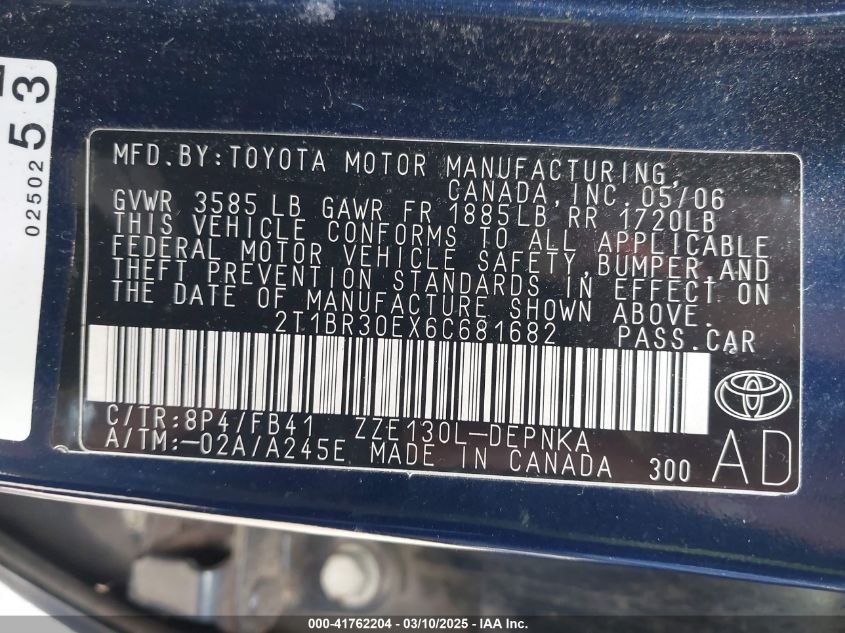 MFD.BY:TOYOTA MOTOR MANUFACTURING,
CANADA, INC. 05/06
GVWR 3585 LB GAWR FR 1885LB RR 1720LB
THIS VEHICLE CONFORMS TO ALL APPLICABLE
FEDERAL MOTOR VEHICLE SAFETY, BUMPER AND
THEFT PREVENTION STANDARDS IN EFFECT ON
THE DATE OF MANUFACTURE SHOWN ABOVE.
2T1BR30EX6C681682 PASS.CAR
C/TR:8P4/FB41 ZZE130L-DEPNKA
A/TM:-02A/A245E MADE IN CANADA 300 AD
02502
53
000-41762204 - 03/10/2025 - IAA Inc.